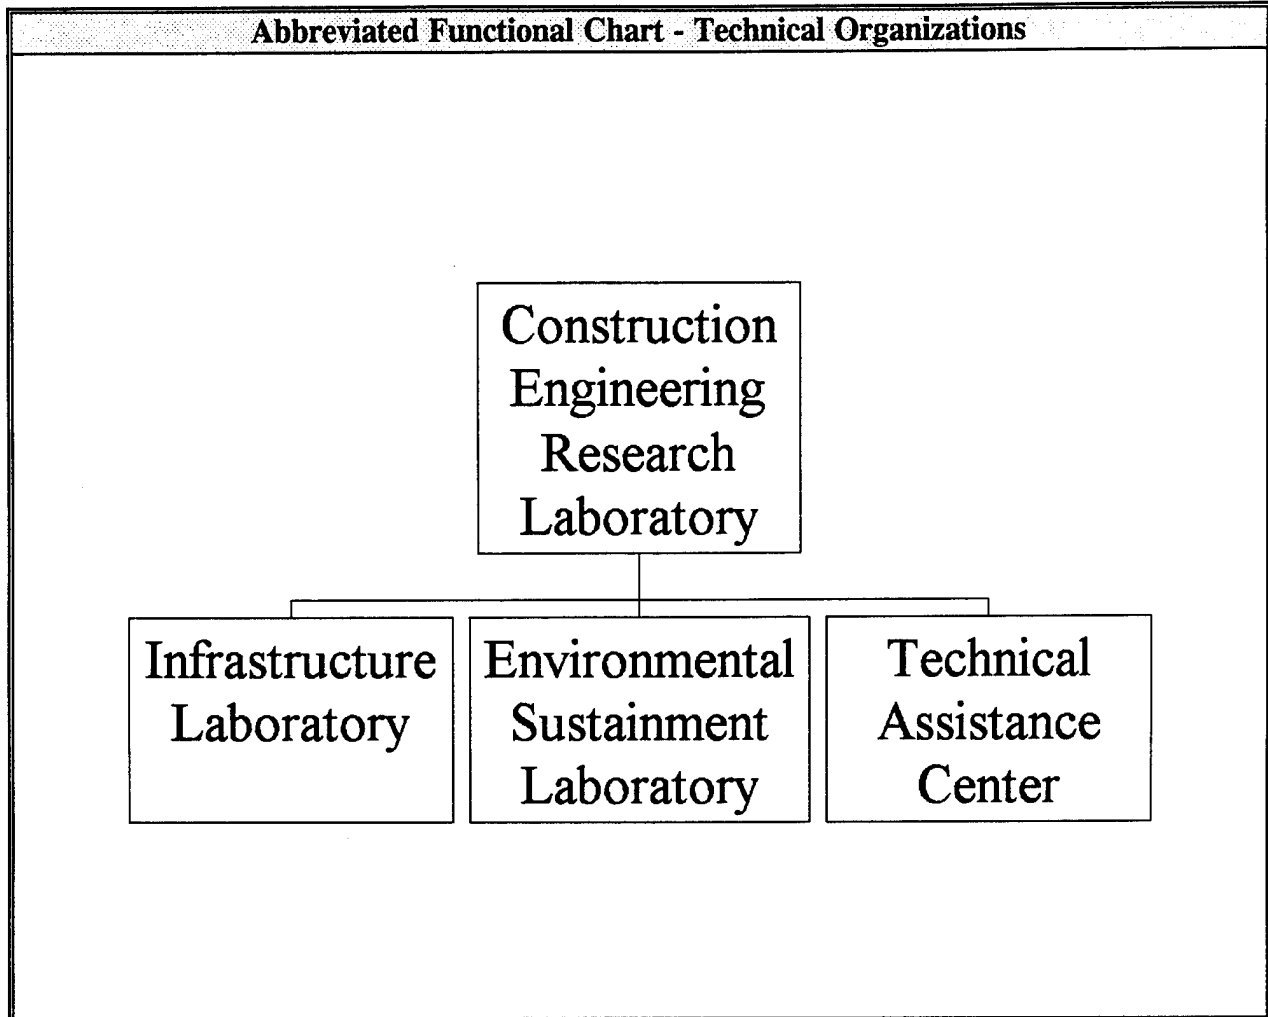 Abbreviated Functional Chart - Technical Organizations
Construction
Engineering
Research
Laboratory
Infrastructure
Laboratory
Environmental
Sustainment
Laboratory
Technical
Assistance
Center